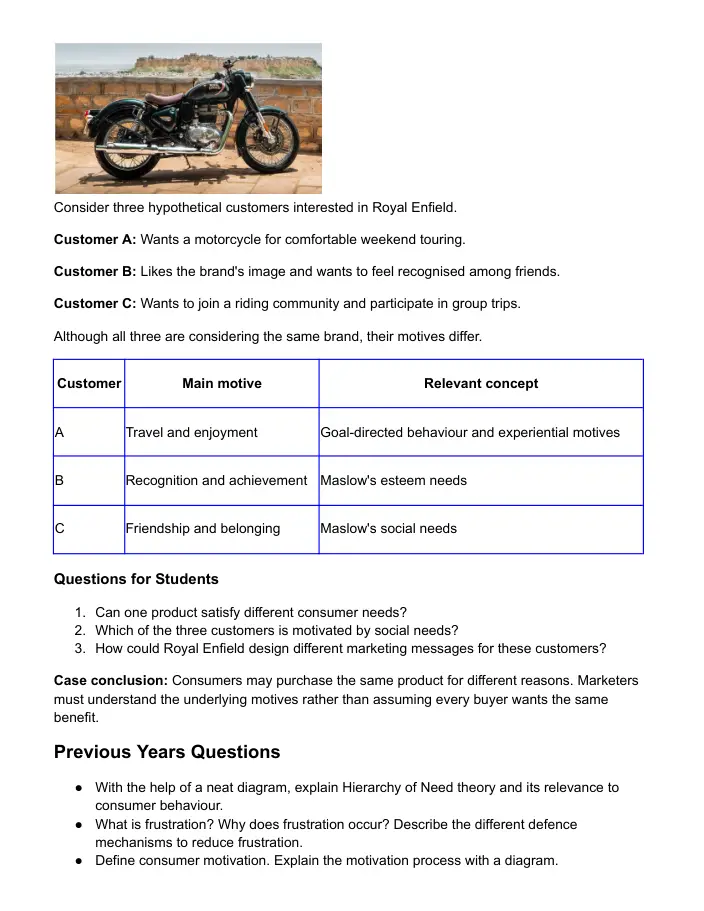 Consider three hypothetical customers interested in Royal Enfield.
Customer A: Wants a motorcycle for comfortable weekend touring.
Customer B: Likes the brand's image and wants to feel recognised among friends.
Customer C: Wants to join a riding community and participate in group trips.
Although all three are considering the same brand, their motives differ.
Customer Main motive Relevant concept
A Travel and enjoyment Goal-directed behaviour and experiential motives
B Recognition and achievement Maslow's esteem needs
C Friendship and belonging Maslow's social needs
Questions for Students
1. Can one product satisfy different consumer needs?
2. Which of the three customers is motivated by social needs?
3. How could Royal Enfield design different marketing messages for these customers?
Case conclusion: Consumers may purchase the same product for different reasons. Marketers
must understand the underlying motives rather than assuming every buyer wants the same
benefit.
Previous Years Questions
● With the help of a neat diagram, explain Hierarchy of Need theory and its relevance to
consumer behaviour.
● What is frustration? Why does frustration occur? Describe the different defence
mechanisms to reduce frustration.
● Define consumer motivation. Explain the motivation process with a diagram.